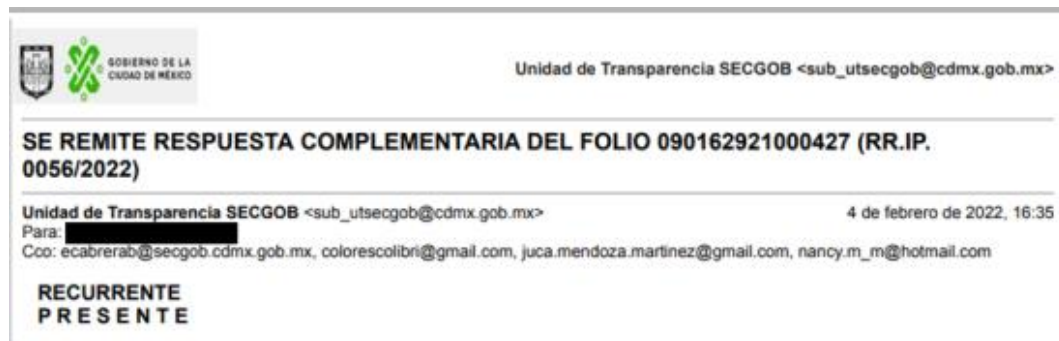 GOBIERNO DE LA
CIUDAD DE MÉXICO
Unidad de Transparencia SECGOB <sub_utsecgob@cdmx.gob.mx>
SE REMITE RESPUESTA COMPLEMENTARIA DEL FOLIO 090162921000427 (RR.IP.
0056/2022)
Unidad de Transparencia SECGOB <sub_utsecgob@cdmx.gob.mx> 4 de febrero de 2022, 16:35
Para:
Cco: ecabrerab@secgob.cdmx.gob.mx, colorescolibri@gmail.com, juca.mendoza.martinez@gmail.com, nancy.m_m@hotmail.com
RECURRENTE
P R E S E N T E